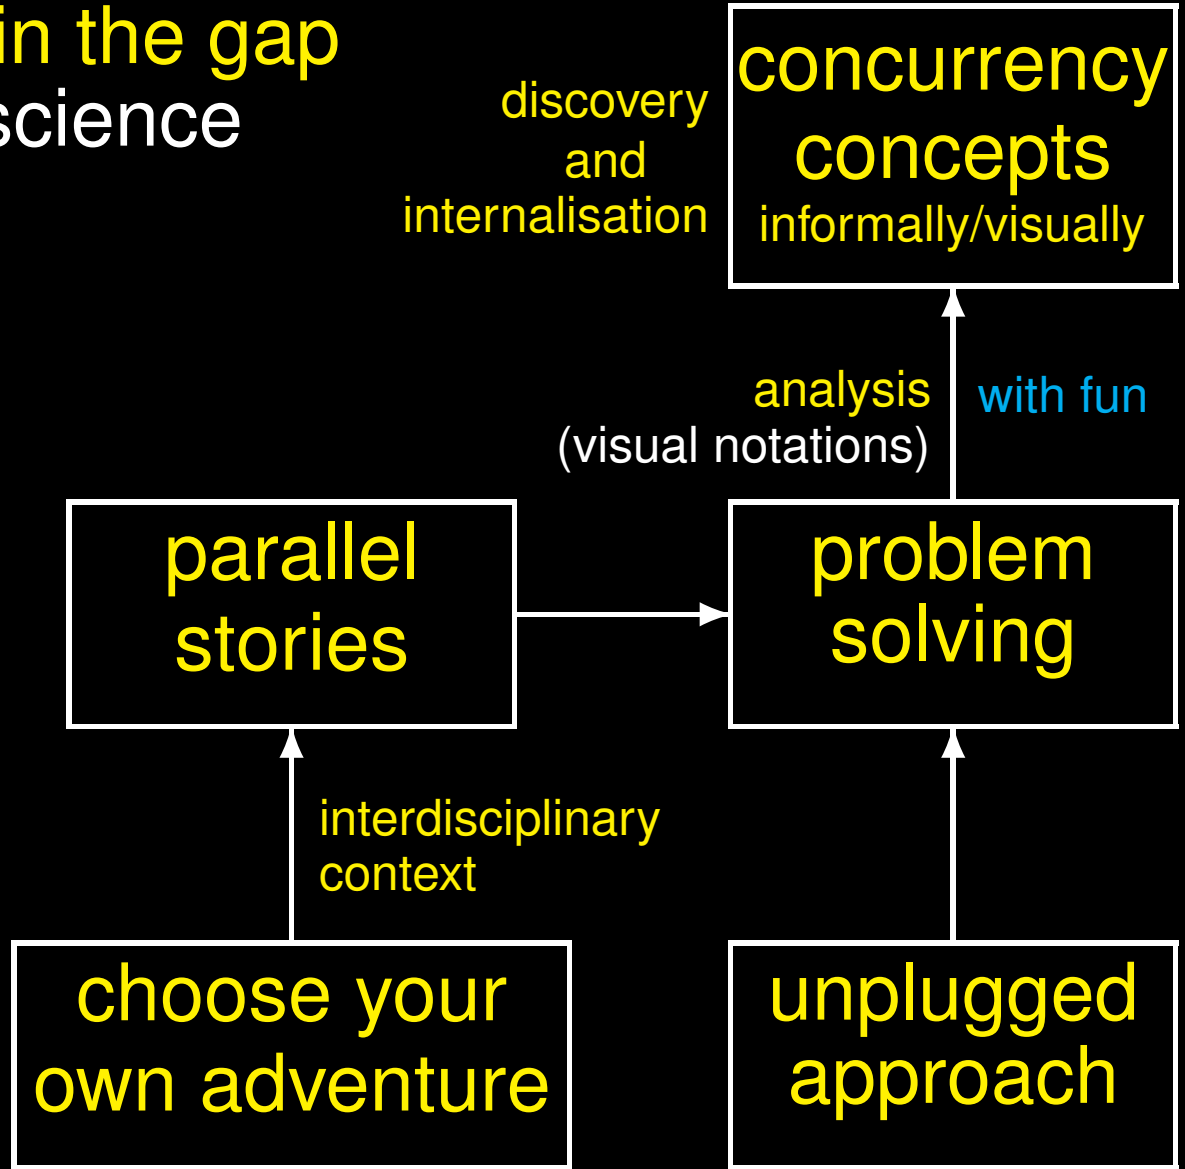 in the gap
science
discovery
and
internalisation
concurrency
concepts
informally/visually
analysis
(visual notations)
with fun
parallel
stories
problem
solving
interdisciplinary
context
choose your
own adventure
unplugged
approach